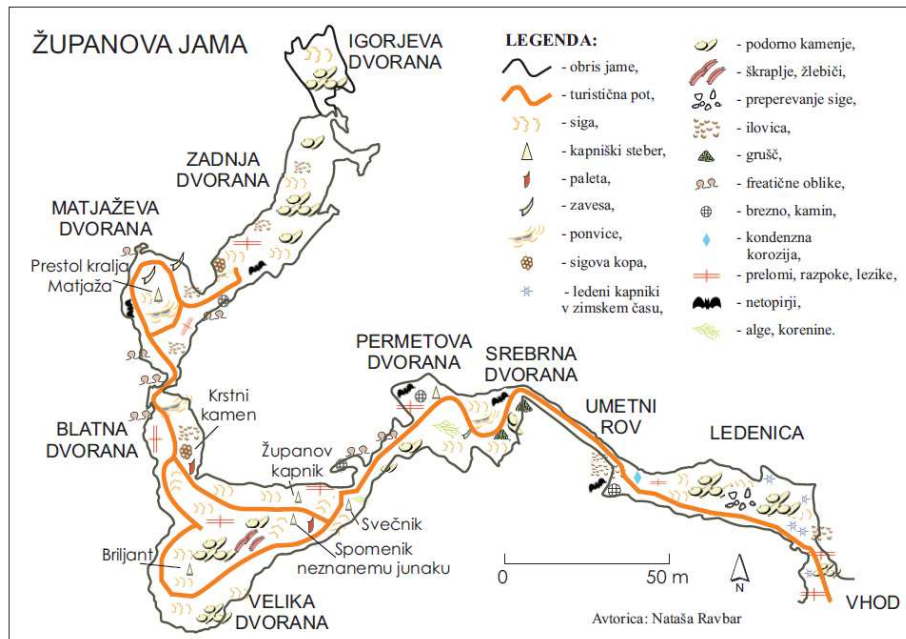 ŽUPANOVA JAMA
IGORJEVA
DVORANA
ZADNJA
DVORANA
MATJAŽEVA
DVORANA
Prestol kralja
Matjaža
PERMETOVA
DVORANA
SREBRNA
DVORANA
UMETNI
ROV
LEDENICA
Krstni
kamen
BLATNA
DVORANA
Županov
kapnik
Svečnik
Briljant
Spomenik
neznanemu junaku
VELIKA
DVORANA
VHOD
LEGENDA:
- obris jame,
- turistična pot,
- siga,
- kapniški steber,
- paleta,
- zavesa,
- ponvice,
- sigova kopa,
- ledeni kapniki
v zimskem času,
- podorno kamenje,
- škraplje, žlebiči,
- preperevanje sige,
- ilovica,
- grušč,
- freatične oblike,
- brezno, kamin,
- kondenzna
korozija,
- prelomi, razpoke, lezike,
- netopirji,
- alge, korenine.
0 50 m
N
Avtorica: Nataša Ravbar